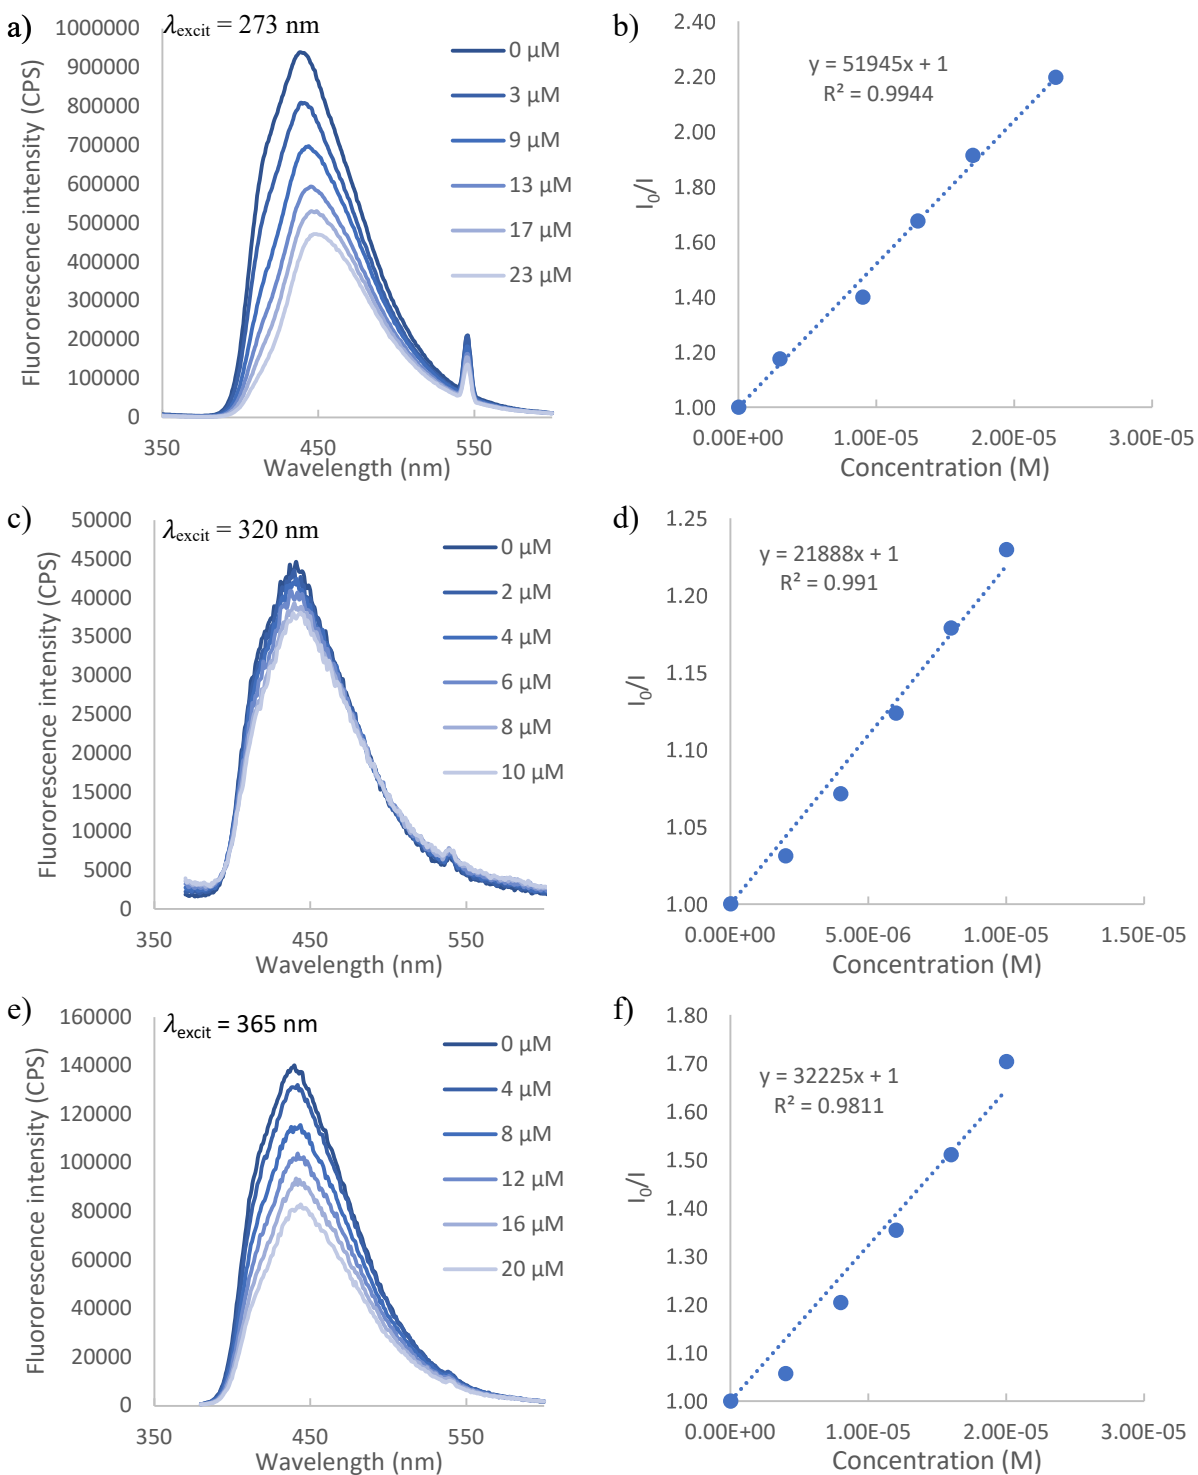 a)
λexcit = 273 nm
Fluororescence intensity (CPS)
1000000
900000
800000
700000
600000
500000
400000
300000
200000
100000
0
350
450
550
Wavelength (nm)
0 μM
3 μM
9 μM
13 μM
17 μM
23 μM
b)
y = 51945x + 1
R² = 0.9944
I0/I
2.40
2.20
2.00
1.80
1.60
1.40
1.20
1.00
0.00E+00
1.00E-05
2.00E-05
3.00E-05
Concentration (M)
c)
λexcit = 320 nm
Fluororescence intensity (CPS)
50000
45000
40000
35000
30000
25000
20000
15000
10000
5000
0
350
450
550
Wavelength (nm)
0 μM
2 μM
4 μM
6 μM
8 μM
10 μM
d)
y = 21888x + 1
R² = 0.991
I0/I
1.25
1.20
1.15
1.10
1.05
1.00
0.00E+00
5.00E-06
1.00E-05
1.50E-05
Concentration (M)
e)
λexcit = 365 nm
Fluororescence intensity (CPS)
160000
140000
120000
100000
80000
60000
40000
20000
0
350
450
550
Wavelength (nm)
0 μM
4 μM
8 μM
12 μM
16 μM
20 μM
f)
y = 32225x + 1
R² = 0.9811
I0/I
1.80
1.70
1.60
1.50
1.40
1.30
1.20
1.10
1.00
0.00E+00
1.00E-05
2.00E-05
3.00E-05
Concentration (M)